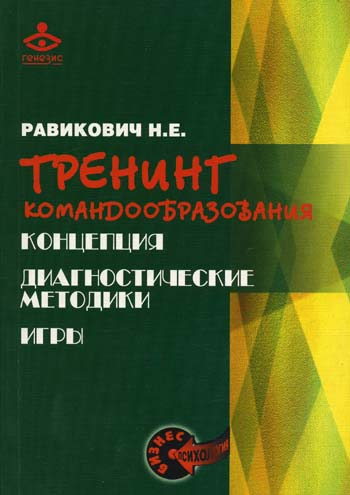 генезис
РАВИКОВИЧ Н.Е.
ТРЕНИНГ
КОМАНДООБРАЗОВАНИЯ
КОНЦЕПЦИЯ
ДИАГНОСТИЧЕСКИЕ
МЕТОДИКИ
ИГРЫ
БИЗНЕС
ПСИХОЛОГИЯ